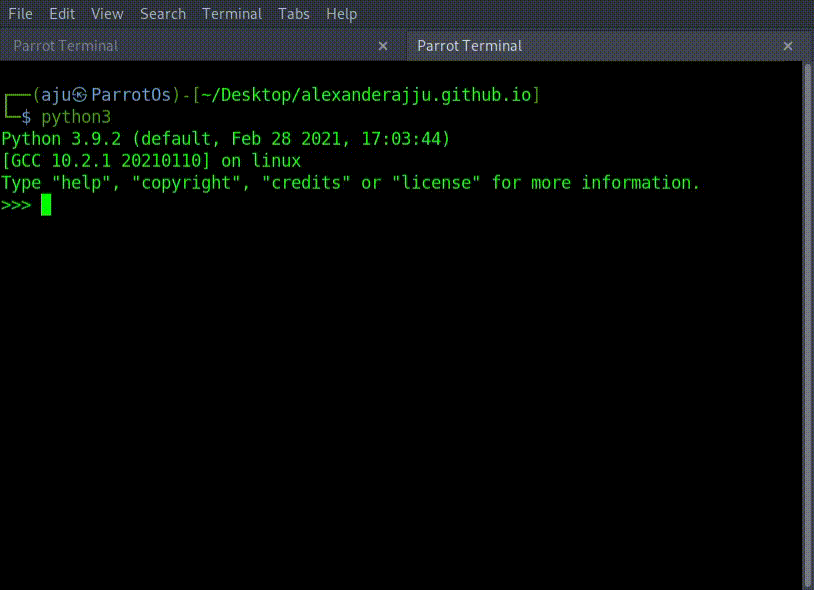 File Edit View Search Terminal Tabs Help
Parrot Terminal × Parrot Terminal ×
┌──(aju㉿ParrotOs)-[~/Desktop/alexanderajju.github.io]
└─$ python3
Python 3.9.2 (default, Feb 28 2021, 17:03:44)
[GCC 10.2.1 20210110] on linux
Type "help", "copyright", "credits" or "license" for more information.
>>>